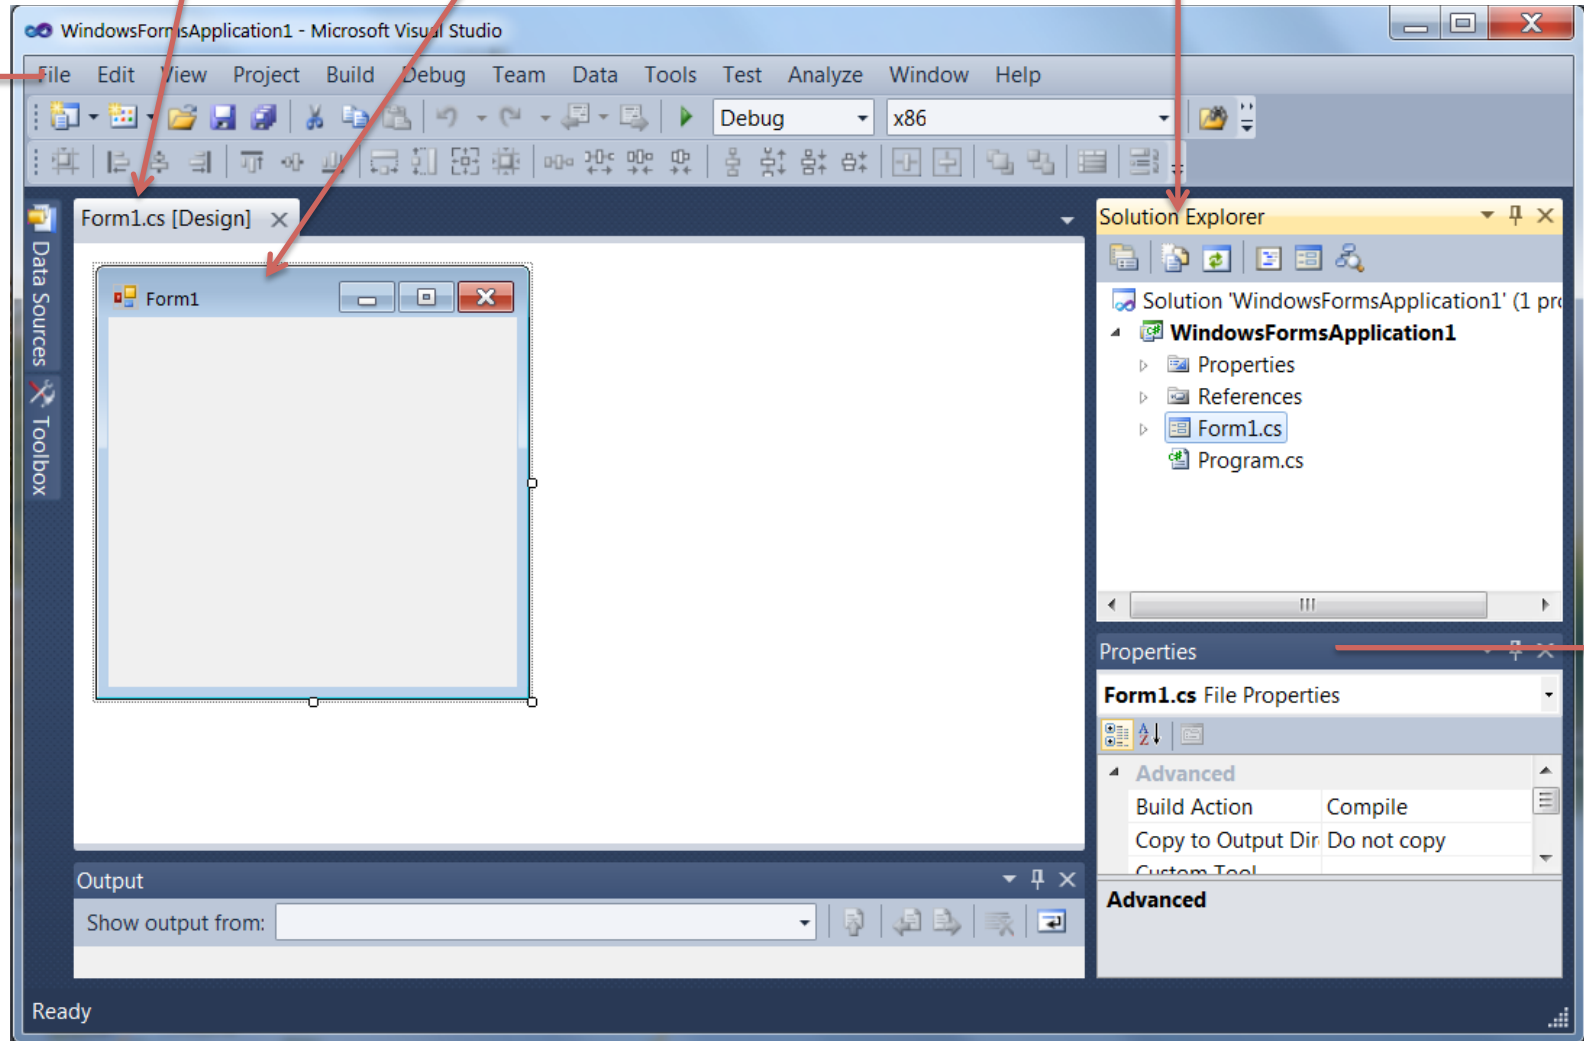 WindowsFormsApplication1 - Microsoft Visual Studio
File Edit View Project Build Debug Team Data Tools Test Analyze Window Help
Debug x86
Data Sources
Toolbox
Form1.cs [Design]
Form1
Solution Explorer
Solution 'WindowsFormsApplication1' (1 pro
WindowsFormsApplication1
Properties
References
Form1.cs
Program.cs
Properties
Form1.cs File Properties
Advanced
Build Action Compile
Copy to Output Dir Do not copy
Custom Tool
Advanced
Output
Show output from:
Ready